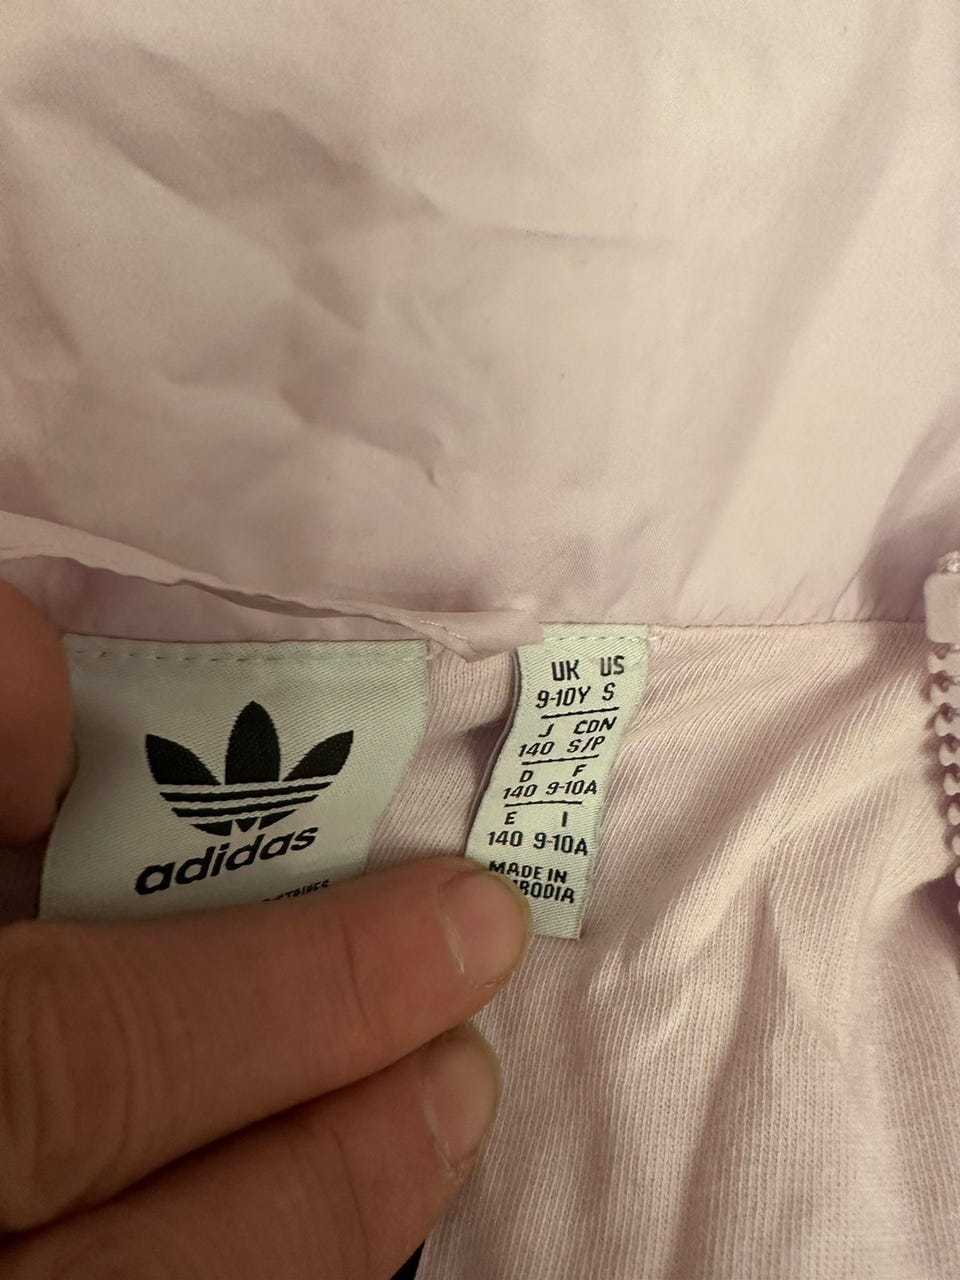 adidas
UK US
9-10Y S
J CDN
140 S/P
D F
140 9-10A
E I
140 9-10A
MADE IN